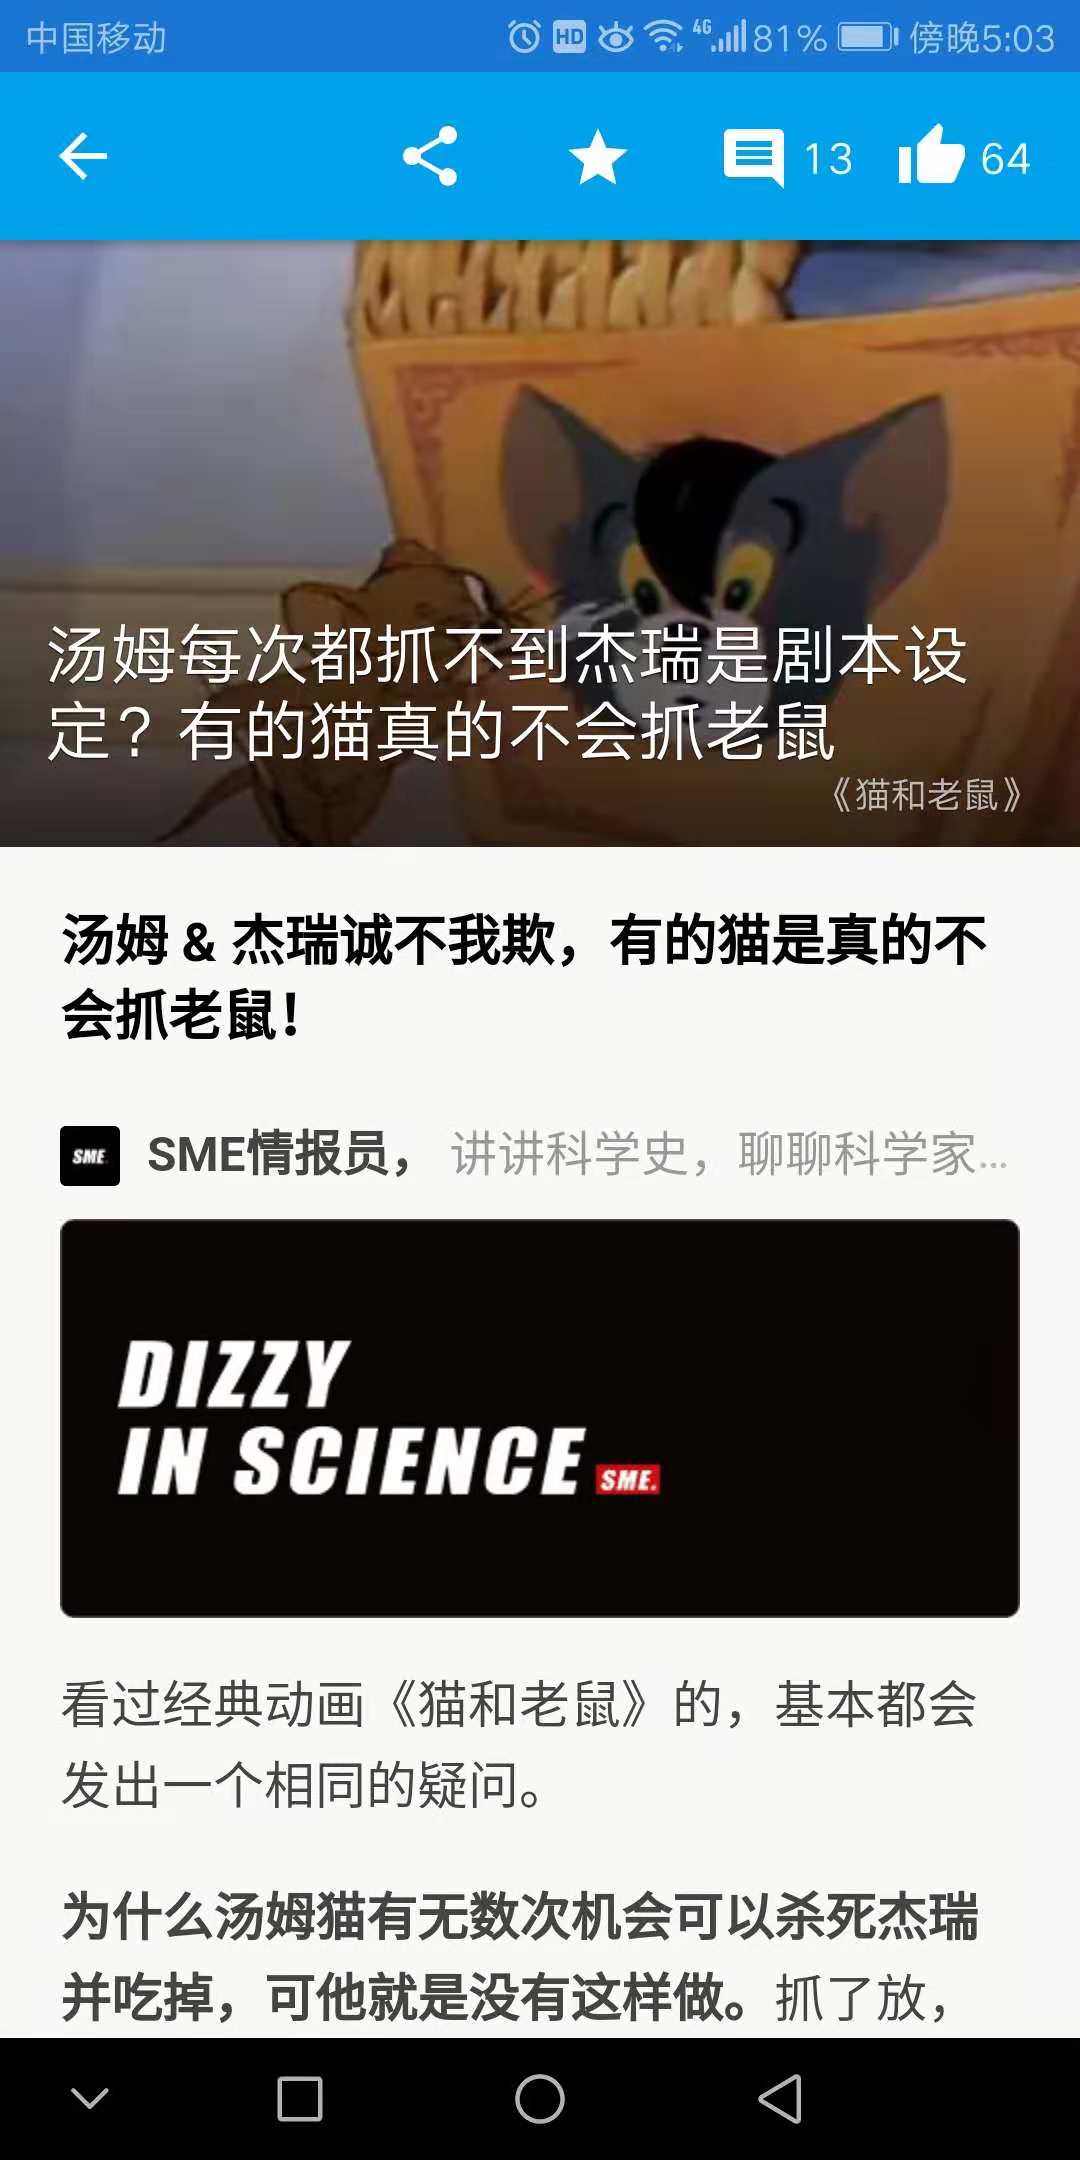 中国移动
HD
4G
81%
傍晚5:03
13
64
汤姆每次都抓不到杰瑞是剧本设
定？有的猫真的不会抓老鼠
《猫和老鼠》
汤姆 & 杰瑞诚不我欺，有的猫是真的不
会抓老鼠！
SME
SME情报员， 讲讲科学史，聊聊科学家...
DIZZY
IN SCIENCE SME.
看过经典动画《猫和老鼠》的，基本都会
发出一个相同的疑问。
为什么汤姆猫有无数次机会可以杀死杰瑞
并吃掉，可他就是没有这样做。抓了放，